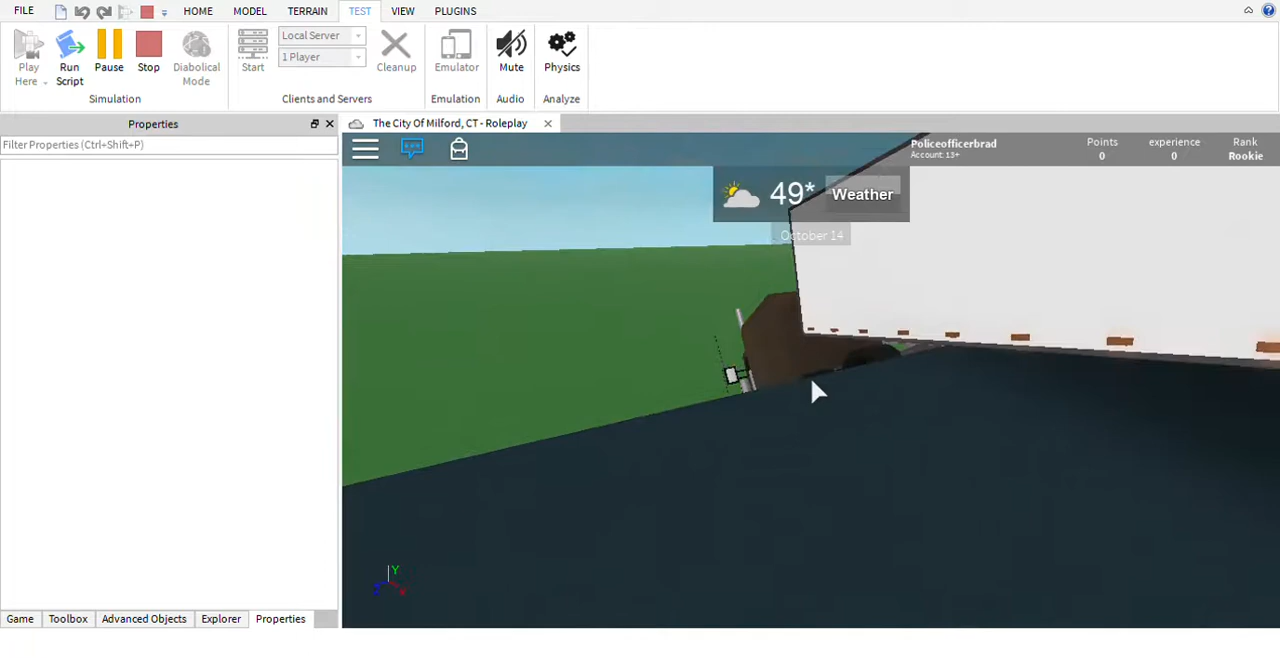 FILE HOME MODEL TERRAIN TEST VIEW PLUGINS
Play Here
Run Script
Pause
Stop
Diabolical Mode
Simulation
Local Server
1 Player
Start
Cleanup
Clients and Servers
Emulator
Emulation
Mute
Audio
Physics
Analyze
Properties
Filter Properties (Ctrl+Shift+P)
The City Of Milford, CT - Roleplay
Policeofficerbrad
Account: 13+
Points
0
experience
0
Rank
Rookie
49* Weather
October 14
Y
Game Toolbox Advanced Objects Explorer Properties